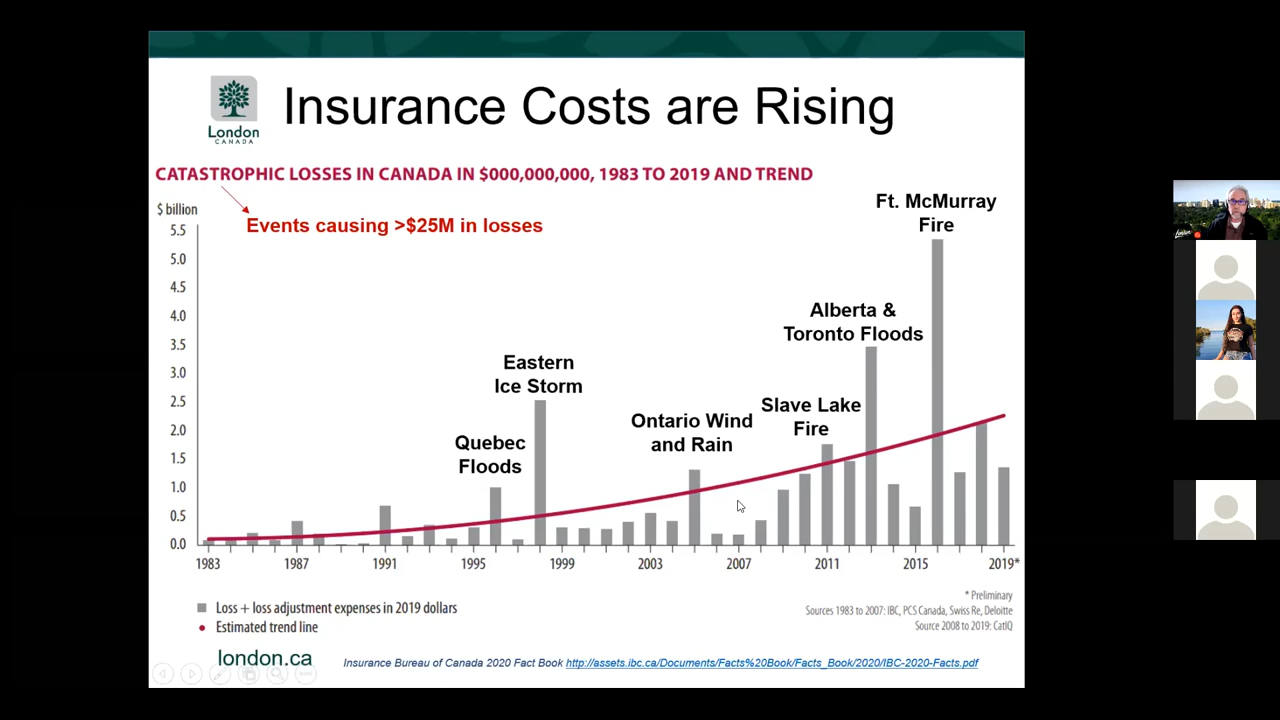 Insurance Costs are Rising
London
CANADA
CATASTROPHIC LOSSES IN CANADA IN $000,000,000, 1983 TO 2019 AND TREND
$ billion
Events causing >$25M in losses
5.5
5.0
4.5
4.0
3.5
3.0
2.5
2.0
1.5
1.0
0.5
0.0
Quebec
Floods
Eastern
Ice Storm
Ontario Wind
and Rain
Slave Lake
Fire
Alberta &
Toronto Floods
Ft. McMurray
Fire
1983
1987
1991
1995
1999
2003
2007
2011
2015
2019*
Loss + loss adjustment expenses in 2019 dollars
Estimated trend line
* Preliminary
Sources 1983 to 2007: IBC, PCS Canada, Swiss Re, Deloitte
Source 2008 to 2019: CatIQ
london.ca
Insurance Bureau of Canada 2020 Fact Book http://assets.ibc.ca/Documents/Facts%20Book/Facts_Book/2020/IBC-2020-Facts.pdf
London